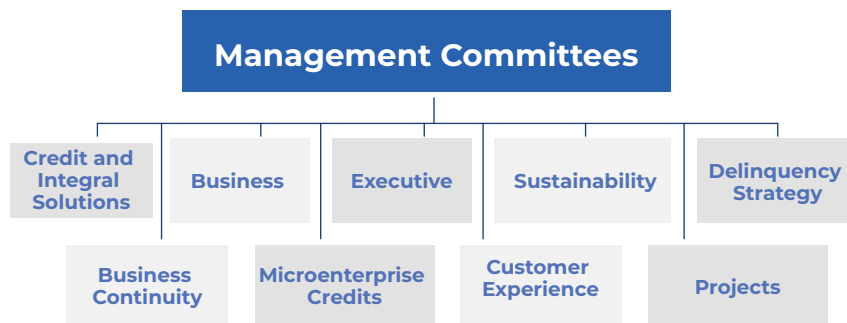 Management Committees
Credit and
Integral
Solutions
Business
Executive
Sustainability
Delinquency
Strategy
Business
Continuity
Microenterprise
Credits
Customer
Experience
Projects